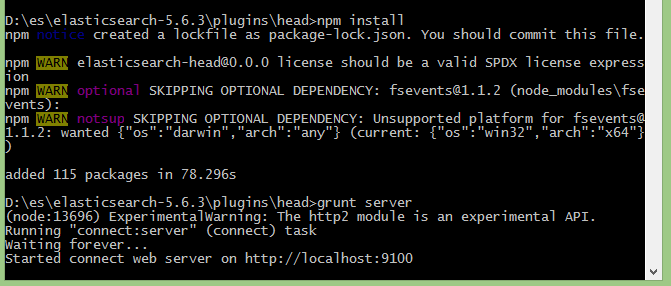 D:\es\elasticsearch-5.6.3\plugins\head>npm install
npm notice created a lockfile as package-lock.json. You should commit this file.
npm WARN elasticsearch-head@0.0.0 license should be a valid SPDX license express
ion
npm WARN optional SKIPPING OPTIONAL DEPENDENCY: fsevents@1.1.2 (node_modules\fse
vents):
npm WARN notsup SKIPPING OPTIONAL DEPENDENCY: Unsupported platform for fsevents@
1.1.2: wanted {"os":"darwin","arch":"any"} (current: {"os":"win32","arch":"x64"}
)
added 115 packages in 78.296s
D:\es\elasticsearch-5.6.3\plugins\head>grunt server
(node:13696) ExperimentalWarning: The http2 module is an experimental API.
Running "connect:server" (connect) task
Waiting forever...
Started connect web server on http://localhost:9100